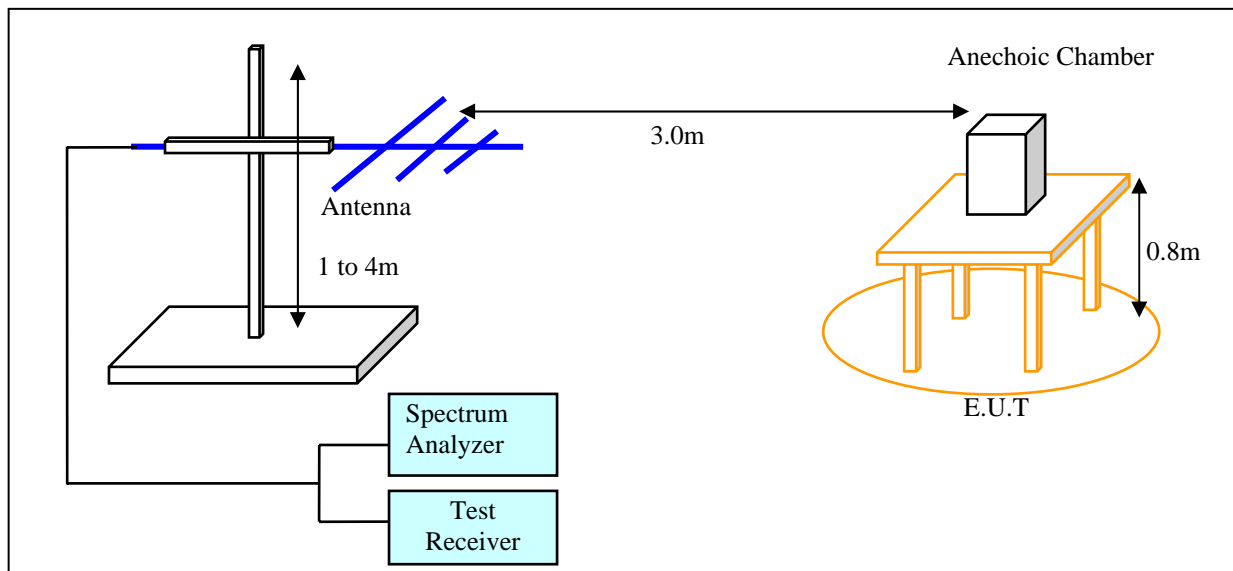 Anechoic Chamber
3.0m
Antenna
1 to 4m
0.8m
E.U.T
Spectrum
Analyzer
Test
Receiver